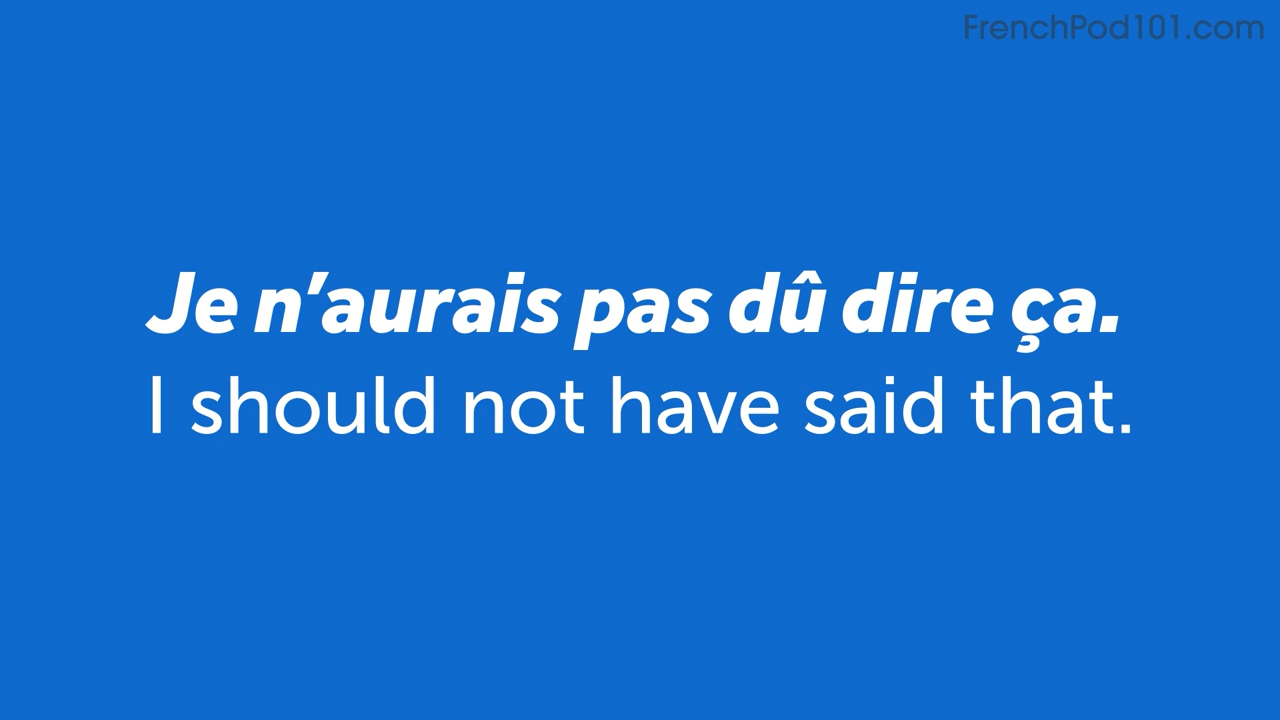 FrenchPod101.com
Je n’aurais pas dû dire ça.
I should not have said that.